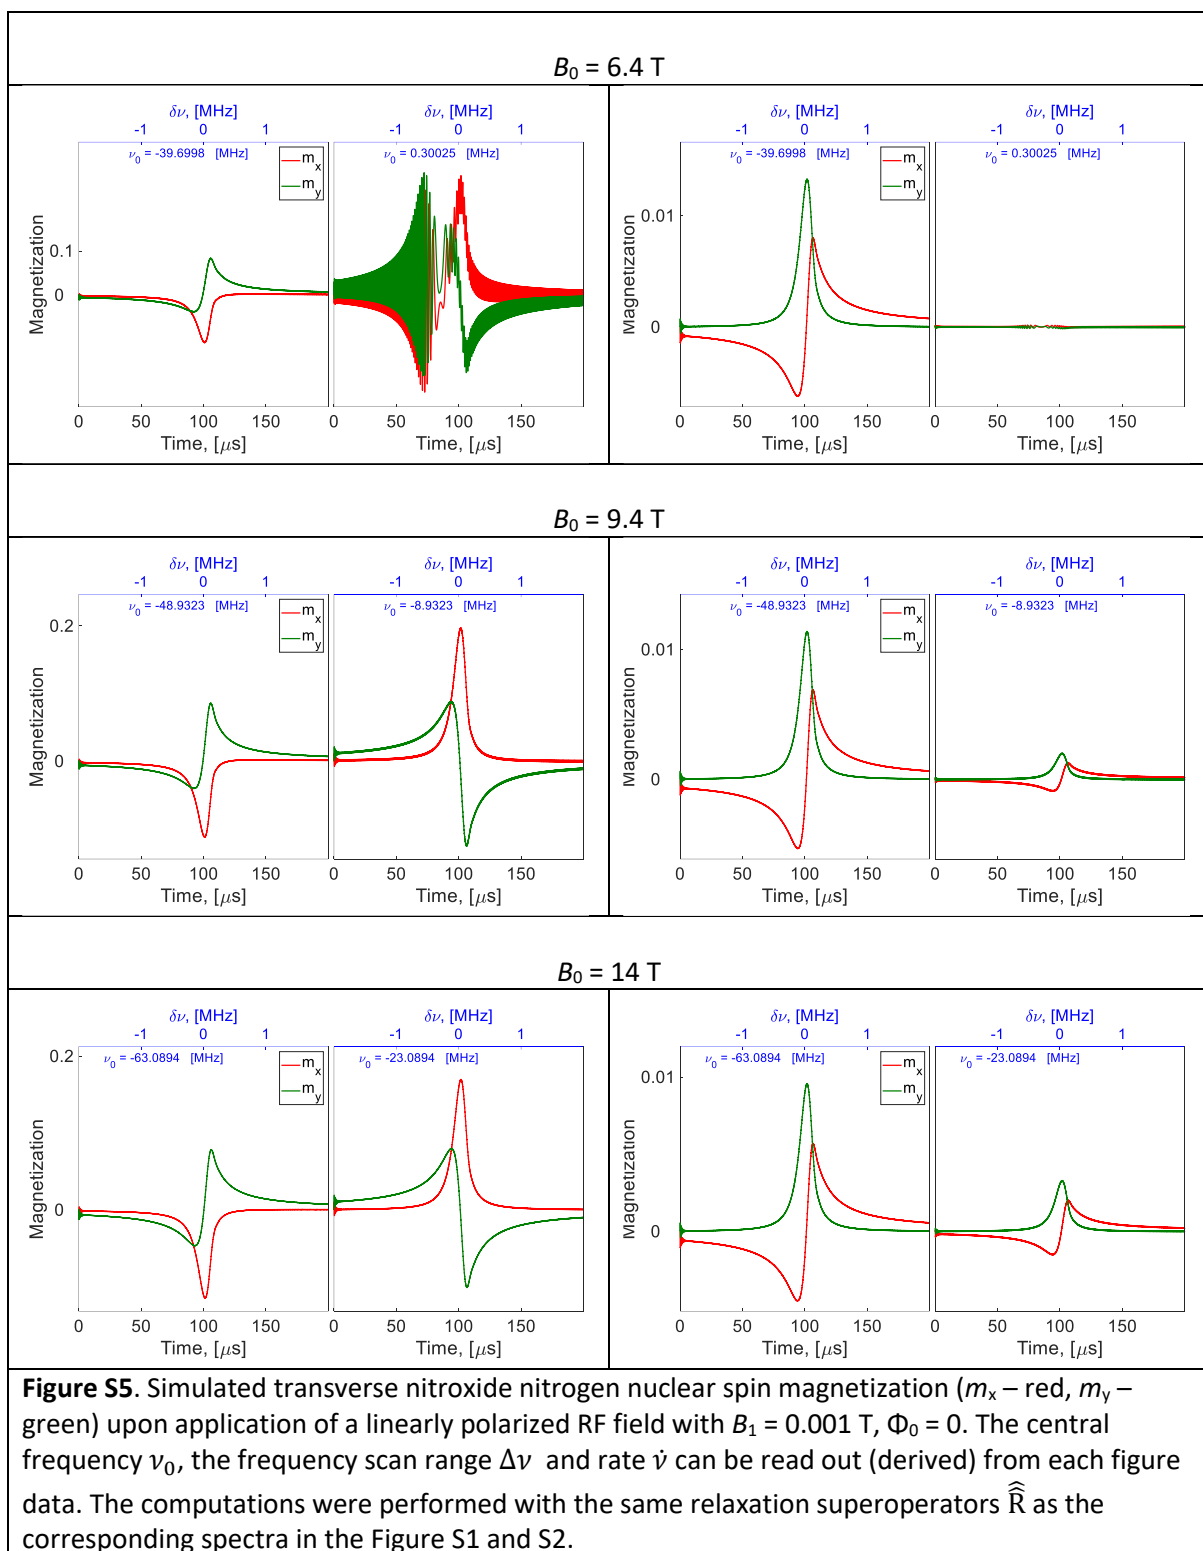 B0 = 6.4 T
δν, [MHz]
-1 0 1
ν0 = -39.6998 [MHz]
mx
my
0.1
0
Magnetization
0 50 100 150
Time, [μs]
δν, [MHz]
-1 0 1
ν0 = 0.30025 [MHz]
0 50 100 150
Time, [μs]
δν, [MHz]
-1 0 1
ν0 = -39.6998 [MHz]
mx
my
0.01
0
Magnetization
0 50 100 150
Time, [μs]
δν, [MHz]
-1 0 1
ν0 = 0.30025 [MHz]
0 50 100 150
Time, [μs]
B0 = 9.4 T
δν, [MHz]
-1 0 1
ν0 = -48.9323 [MHz]
mx
my
0.2
0
Magnetization
0 50 100 150
Time, [μs]
δν, [MHz]
-1 0 1
ν0 = -8.9323 [MHz]
0 50 100 150
Time, [μs]
δν, [MHz]
-1 0 1
ν0 = -48.9323 [MHz]
mx
my
0.01
0
Magnetization
0 50 100 150
Time, [μs]
δν, [MHz]
-1 0 1
ν0 = -8.9323 [MHz]
0 50 100 150
Time, [μs]
B0 = 14 T
δν, [MHz]
-1 0 1
ν0 = -63.0894 [MHz]
mx
my
0.2
0
Magnetization
0 50 100 150
Time, [μs]
δν, [MHz]
-1 0 1
ν0 = -23.0894 [MHz]
0 50 100 150
Time, [μs]
δν, [MHz]
-1 0 1
ν0 = -63.0894 [MHz]
mx
my
0.01
0
Magnetization
0 50 100 150
Time, [μs]
δν, [MHz]
-1 0 1
ν0 = -23.0894 [MHz]
0 50 100 150
Time, [μs]
Figure S5. Simulated transverse nitroxide nitrogen nuclear spin magnetization (mx – red, my –
green) upon application of a linearly polarized RF field with B1 = 0.001 T, Φ0 = 0. The central
frequency ν0, the frequency scan range Δν and rate ν̇ can be read out (derived) from each figure
data. The computations were performed with the same relaxation superoperators R̂̂ as the
corresponding spectra in the Figure S1 and S2.